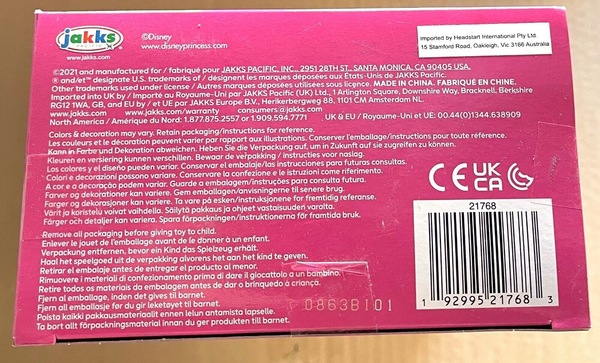 jakks
PACIFIC
www.jakks.com
©Disney
www.disneyprincess.com
Imported by Headstart International Pty Ltd
15 Stamford Road, Oakleigh, Vic 3166 Australia
©2021 and manufactured for / fabriqué pour JAKKS PACIFIC, INC., 2951 28TH ST., SANTA MONICA, CA 90405 USA.
® and/et™ designate U.S. trademarks of / désignent les marques déposées aux États-Unis de JAKKS Pacific.
Other trademarks used under license / Autres marques déposées utilisées sous licence. MADE IN CHINA. FABRIQUÉ EN CHINE.
Imported into UK by / Importé au Royaume-Uni par JAKKS Pacific (UK) Ltd., 1 Arlington Square, Downshire Way, Bracknell, Berkshire
RG12 1WA, GB, and EU by / et UE par JAKKS Europe B.V., Herikerbergweg 88, 1101 CM Amsterdam NL.
www.jakks.com www.jakks.com/warranty consumers@jakks.com
North America / Amérique du Nord: 1.877.875.2557 or 1.909.594.7771 UK & EU / Royaume-Uni et UE: 00.44(0)1344.638909
Colors & decoration may vary. Retain packaging/instructions for reference.
Les couleurs et le décoration peuvent varier par rapport aux illustrations. Conserver l'emballage/instructions pour toute référence.
Kann in Farbe und Dekoration abweichen. Heben Sie die Verpackung auf, um in Zukunft auf sie zugreifen zu können.
Kleuren en versiering kunnen verschillen. Bewaar de verpakking / instructies voor naslag.
Los colores y el diseño pueden variar. Conservar el embalaje/las instrucciones para futuras consultas.
Colori e decorazioni possono variare. Conservare la confezione e le istruzioni come riferimento.
A cor e a decoração podem variar. Guarde a embalagem/instruções para consulta futura.
Farver og dekorationer kan variere. Gem embalagen/anvisningerne til senere brug.
Farger og dekorasjoner kan variere. Ta vare på esken/instruksjonene for fremtidig referanse.
Värit ja koristelu voivat vaihdella. Säilytä pakkaus ja ohjeet vastaisuuden varalta.
Färger och detaljer kan variera. Spara förpackningen/instruktionerna för framtida bruk.
Remove all packaging before giving toy to child.
Enlever le jouet de l'emballage avant de le donner à un enfant.
Verpackung entfernen, bevor ein Kind das Spielzeug erhält.
Haal het speelgoed uit de verpakking alvorens het aan het kind te geven.
Retirar el embalaje antes de entregar el producto al menor.
Rimuovere i materiali di confezionamento prima di dare il giocattolo a un bambino.
Retire todos os materiais da embalagem antes de dar o brinquedo à criança.
Fjern al emballage, inden det gives til barnet.
Fjern all emballasje før du gir leketøyet til barnet.
Poista kaikki pakkausmateriaalit ennen lelun antamista lapselle.
Ta bort allt förpackningsmaterial innan du ger produkten till barnet.
0863BI01
CE UK
CA
21768
1 92995 21768 3